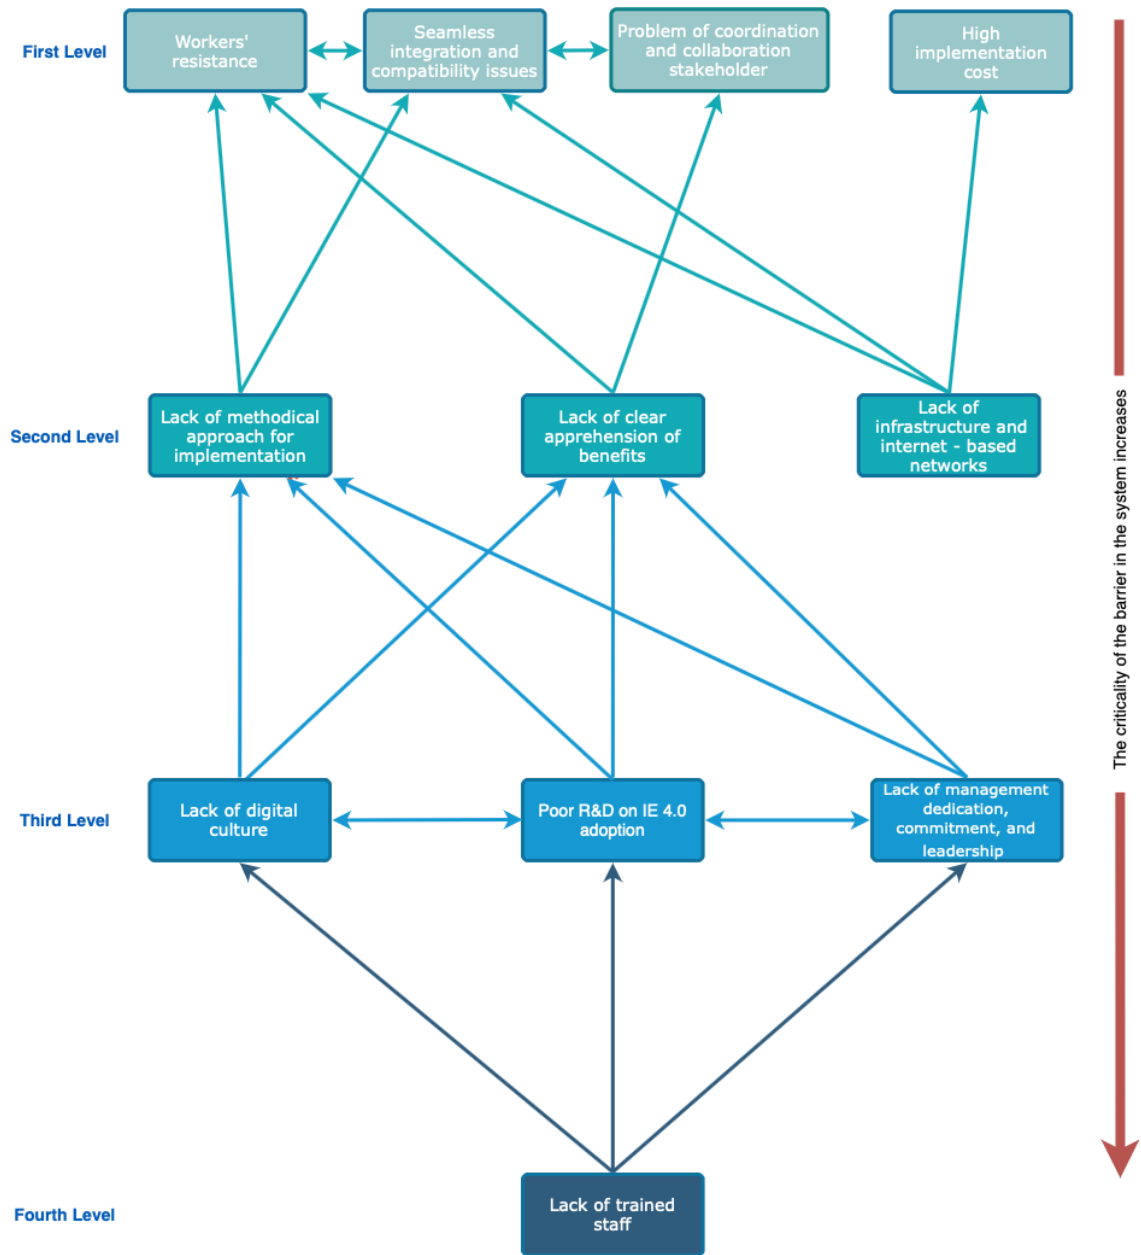 First Level
Workers'
resistance
Seamless
integration and
compatibility issues
Problem of coordination
and collaboration
stakeholder
High
implementation
cost
Second Level
Lack of methodical
approach for
implementation
Lack of clear
apprehension of
benefits
Lack of
infrastructure and
internet - based
networks
The criticality of the barrier in the system increases
Third Level
Lack of digital
culture
Poor R&D on IE 4.0
adoption
Lack of management
dedication,
commitment, and
leadership
Fourth Level
Lack of trained
staff